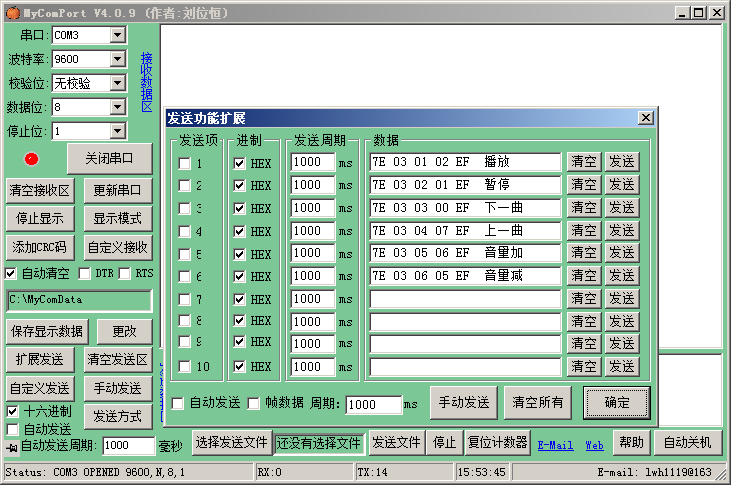 MyComPort V4.0.9 (作者:刘位恒)
串口: COM3
波特率: 9600
校验位: 无校验
数据位: 8
停止位: 1
接收数据区
关闭串口
清空接收区 更新串口
停止显示 显示模式
添加CRC码 自定义接收
自动清空 DTR RTS
C:\MyComData
保存显示数据 更改
扩展发送 清空发送区
自定义发送 手动发送
十六进制 发送方式
自动发送
自动发送周期: 1000 毫秒
发送功能扩展
发送项 进制 发送周期 数据
1 HEX 1000 ms 7E 03 01 02 EF 播放 清空 发送
2 HEX 1000 ms 7E 03 02 01 EF 暂停 清空 发送
3 HEX 1000 ms 7E 03 03 00 EF 下一曲 清空 发送
4 HEX 1000 ms 7E 03 04 07 EF 上一曲 清空 发送
5 HEX 1000 ms 7E 03 05 06 EF 音量加 清空 发送
6 HEX 1000 ms 7E 03 06 05 EF 音量减 清空 发送
7 HEX 1000 ms 清空 发送
8 HEX 1000 ms 清空 发送
9 HEX 1000 ms 清空 发送
10 HEX 1000 ms 清空 发送
自动发送 帧数据 周期: 1000 ms 手动发送 清空所有 确定
选择发送文件 还没有选择文件 发送文件 停止 复位计数器 E-Mail Web 帮助 自动关机
Status: COM3 OPENED 9600,N,8,1 RX:0 TX:14 15:53:45 E-mail: lwh1119@163